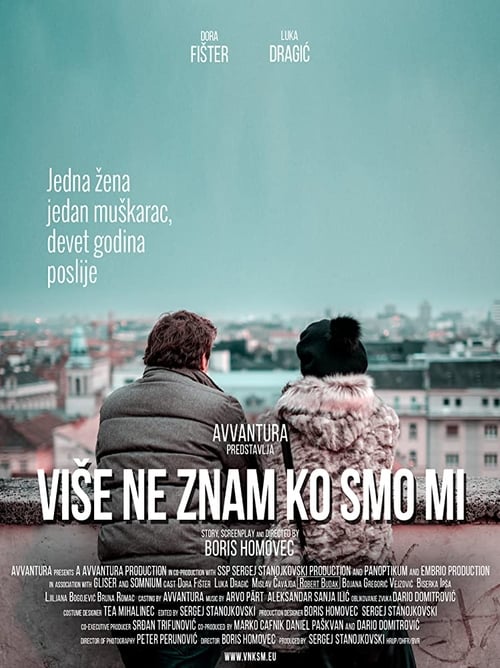 DORA
FIŠTER
LUKA
DRAGIĆ
Jedna žena
jedan muškarac,
devet godina
poslije
AVVANTURA
PREDSTAVLJA
VIŠE NE ZNAM KO SMO MI
STORY, SCREENPLAY AND DIRECTED BY
BORIS HOMOVEC
AVVANTURA PRESENTS A AVVANTURA PRODUCTION IN CO-PRODUCTION WITH SSP SERGEJ STANOJKOVSKI PRODUCTION AND PANOPTIKUM AND EMBRIO PRODUCTION
IN ASSOCIATION WITH GLISER AND SOMNIUM CAST DORA FIŠTER LUKA DRAGIĆ MISLAV ČAVAJDA ROBERT BUDAK BOJANA GREGORIĆ VEJZOVIĆ BISERKA IPŠA
LJILJANA BOGOJEVIĆ BRUNA ROMAC CASTING BY AVVANTURA MUSIC BY ARVO PÄRT ALEKSANDAR SANJA ILIĆ OBLIKOVANJE ZVUKA DARIO DOMITROVIĆ
COSTUME DESIGNER TEA MIHALINEC EDITED BY SERGEJ STANOJKOVSKI PRODUCTION DESIGNER BORIS HOMOVEC SERGEJ STANOJKOVSKI
CO-EXECUTIVE PRODUCER SRĐAN TRIFUNOVIĆ CO-PRODUCED BY MARKO CAFNIK DANIEL PAŠKVAN AND DARIO DOMITROVIĆ
DIRECTOR OF PHOTOGRAPHY PETER PERUNOVIĆ DIRECTOR BORIS HOMOVEC PRODUCED BY SERGEJ STANOJKOVSKI HRUP/DHFR/BVR
WWW.VNKSM.EU